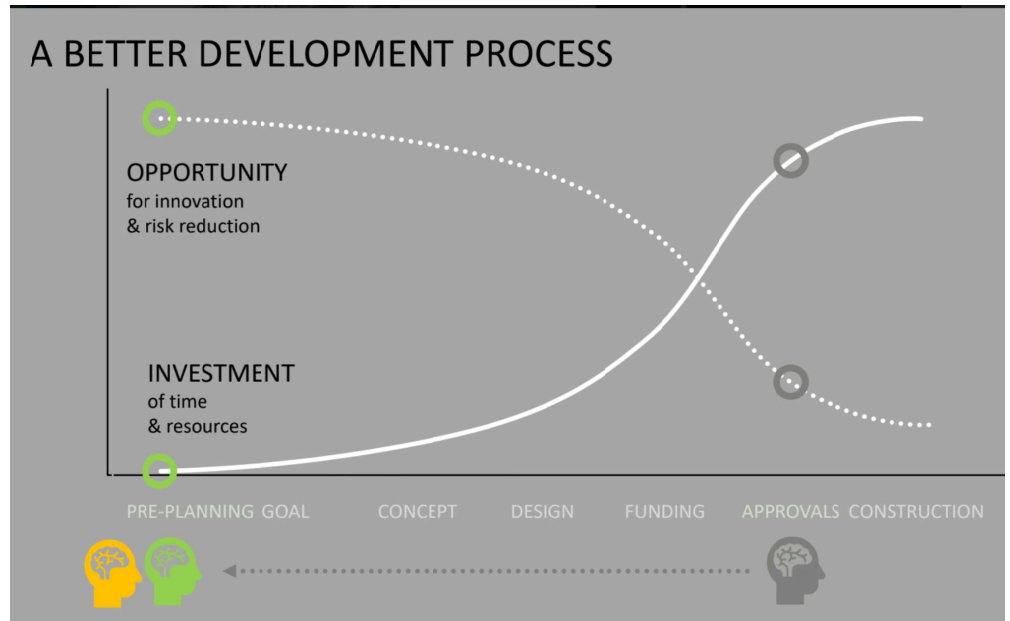 A BETTER DEVELOPMENT PROCESS
OPPORTUNITY
for innovation
& risk reduction
INVESTMENT
of time
& resources
PRE-PLANNING GOAL CONCEPT DESIGN FUNDING APPROVALS CONSTRUCTION